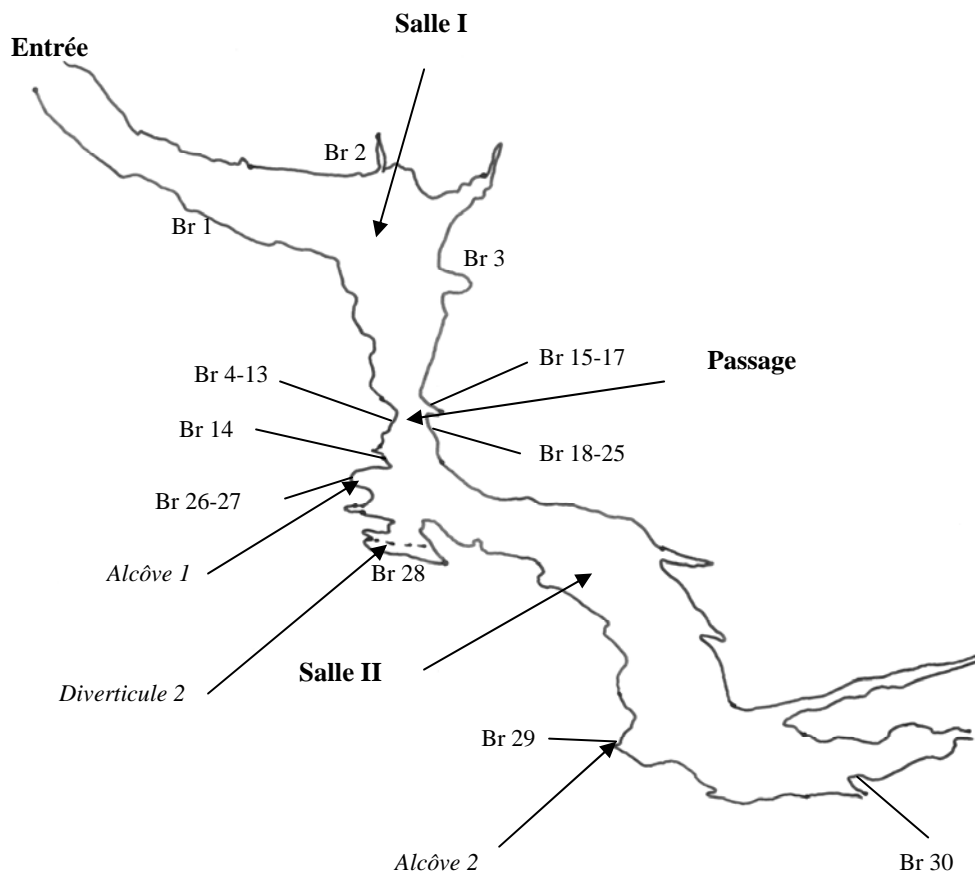 Salle I
Entrée
Br 2
Br 1
Br 3
Br 15-17
Passage
Br 4-13
Br 14
Br 18-25
Br 26-27
Alcôve 1
Br 28
Salle II
Diverticule 2
Br 29
Alcôve 2
Br 30